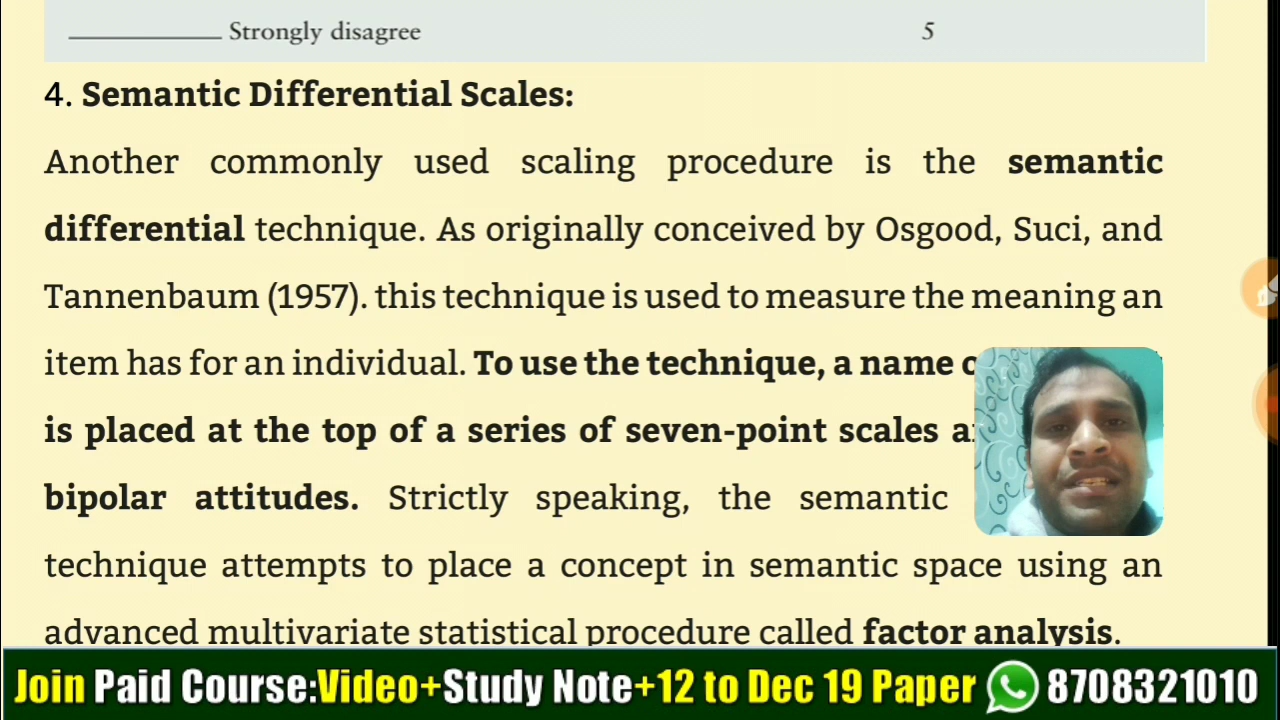 __________ Strongly disagree 5
4. Semantic Differential Scales:
Another commonly used scaling procedure is the semantic
differential technique. As originally conceived by Osgood, Suci, and
Tannenbaum (1957). this technique is used to measure the meaning an
item has for an individual. To use the technique, a name
is placed at the top of a series of seven-point scales
bipolar attitudes. Strictly speaking, the semantic
technique attempts to place a concept in semantic space using an
advanced multivariate statistical procedure called factor analysis.
Join Paid Course:Video+Study Note+12 to Dec 19 Paper 8708321010